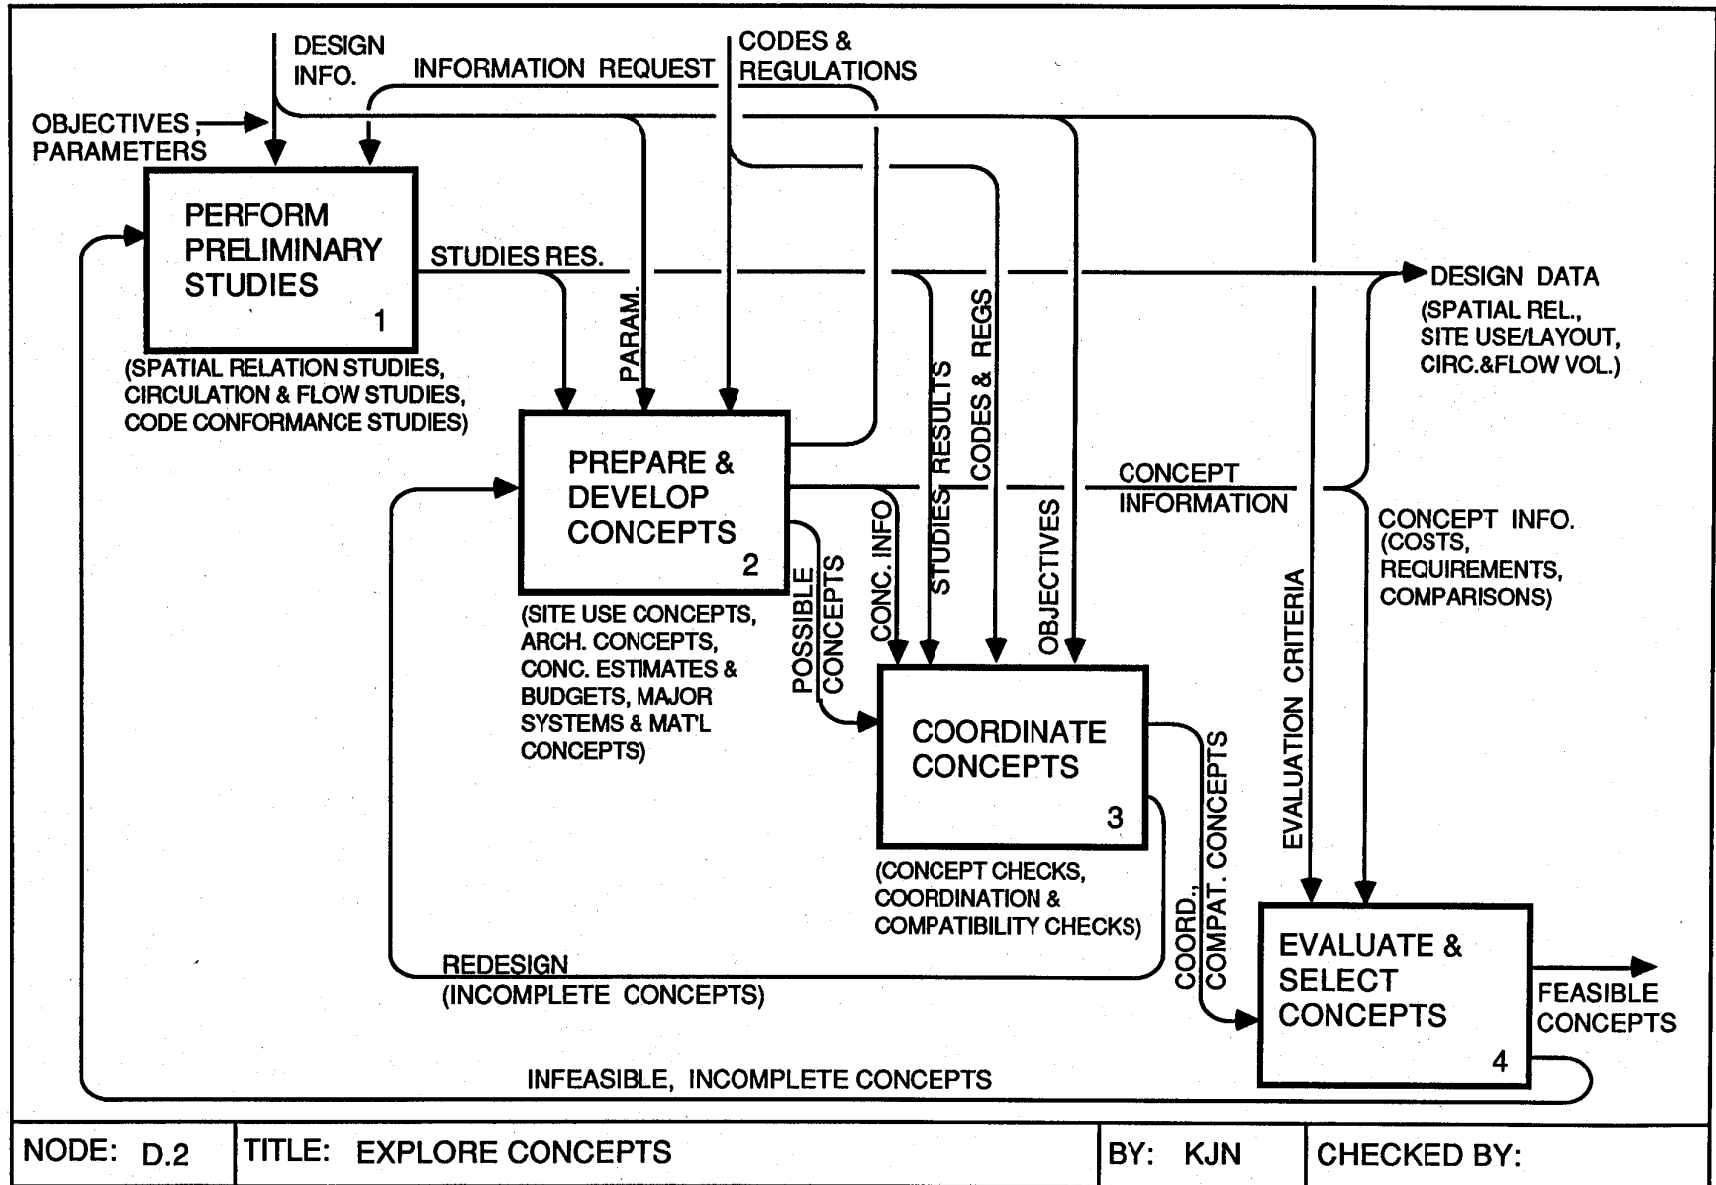 DESIGN
INFO.
INFORMATION REQUEST
CODES &
REGULATIONS
OBJECTIVES,
PARAMETERS
PERFORM
PRELIMINARY
STUDIES
1
(SPATIAL RELATION STUDIES,
CIRCULATION & FLOW STUDIES,
CODE CONFORMANCE STUDIES)
STUDIES RES.
PARAM.
DESIGN DATA
(SPATIAL REL.,
SITE USE/LAYOUT,
CIRC.&FLOW VOL.)
PREPARE &
DEVELOP
CONCEPTS
2
(SITE USE CONCEPTS,
ARCH. CONCEPTS,
CONC. ESTIMATES &
BUDGETS, MAJOR
SYSTEMS & MAT'L
CONCEPTS)
POSSIBLE
CONCEPTS
CONC. INFO
STUDIES RESULTS
CODES & REGS
OBJECTIVES
CONCEPT
INFORMATION
CONCEPT INFO.
(COSTS,
REQUIREMENTS,
COMPARISONS)
EVALUATION CRITERIA
COORDINATE
CONCEPTS
3
(CONCEPT CHECKS,
COORDINATION &
COMPATIBILITY CHECKS)
COORD.,
COMPAT. CONCEPTS
REDESIGN
(INCOMPLETE CONCEPTS)
EVALUATE &
SELECT
CONCEPTS
4
FEASIBLE
CONCEPTS
INFEASIBLE, INCOMPLETE CONCEPTS
NODE: D.2
TITLE: EXPLORE CONCEPTS
BY: KJN
CHECKED BY: